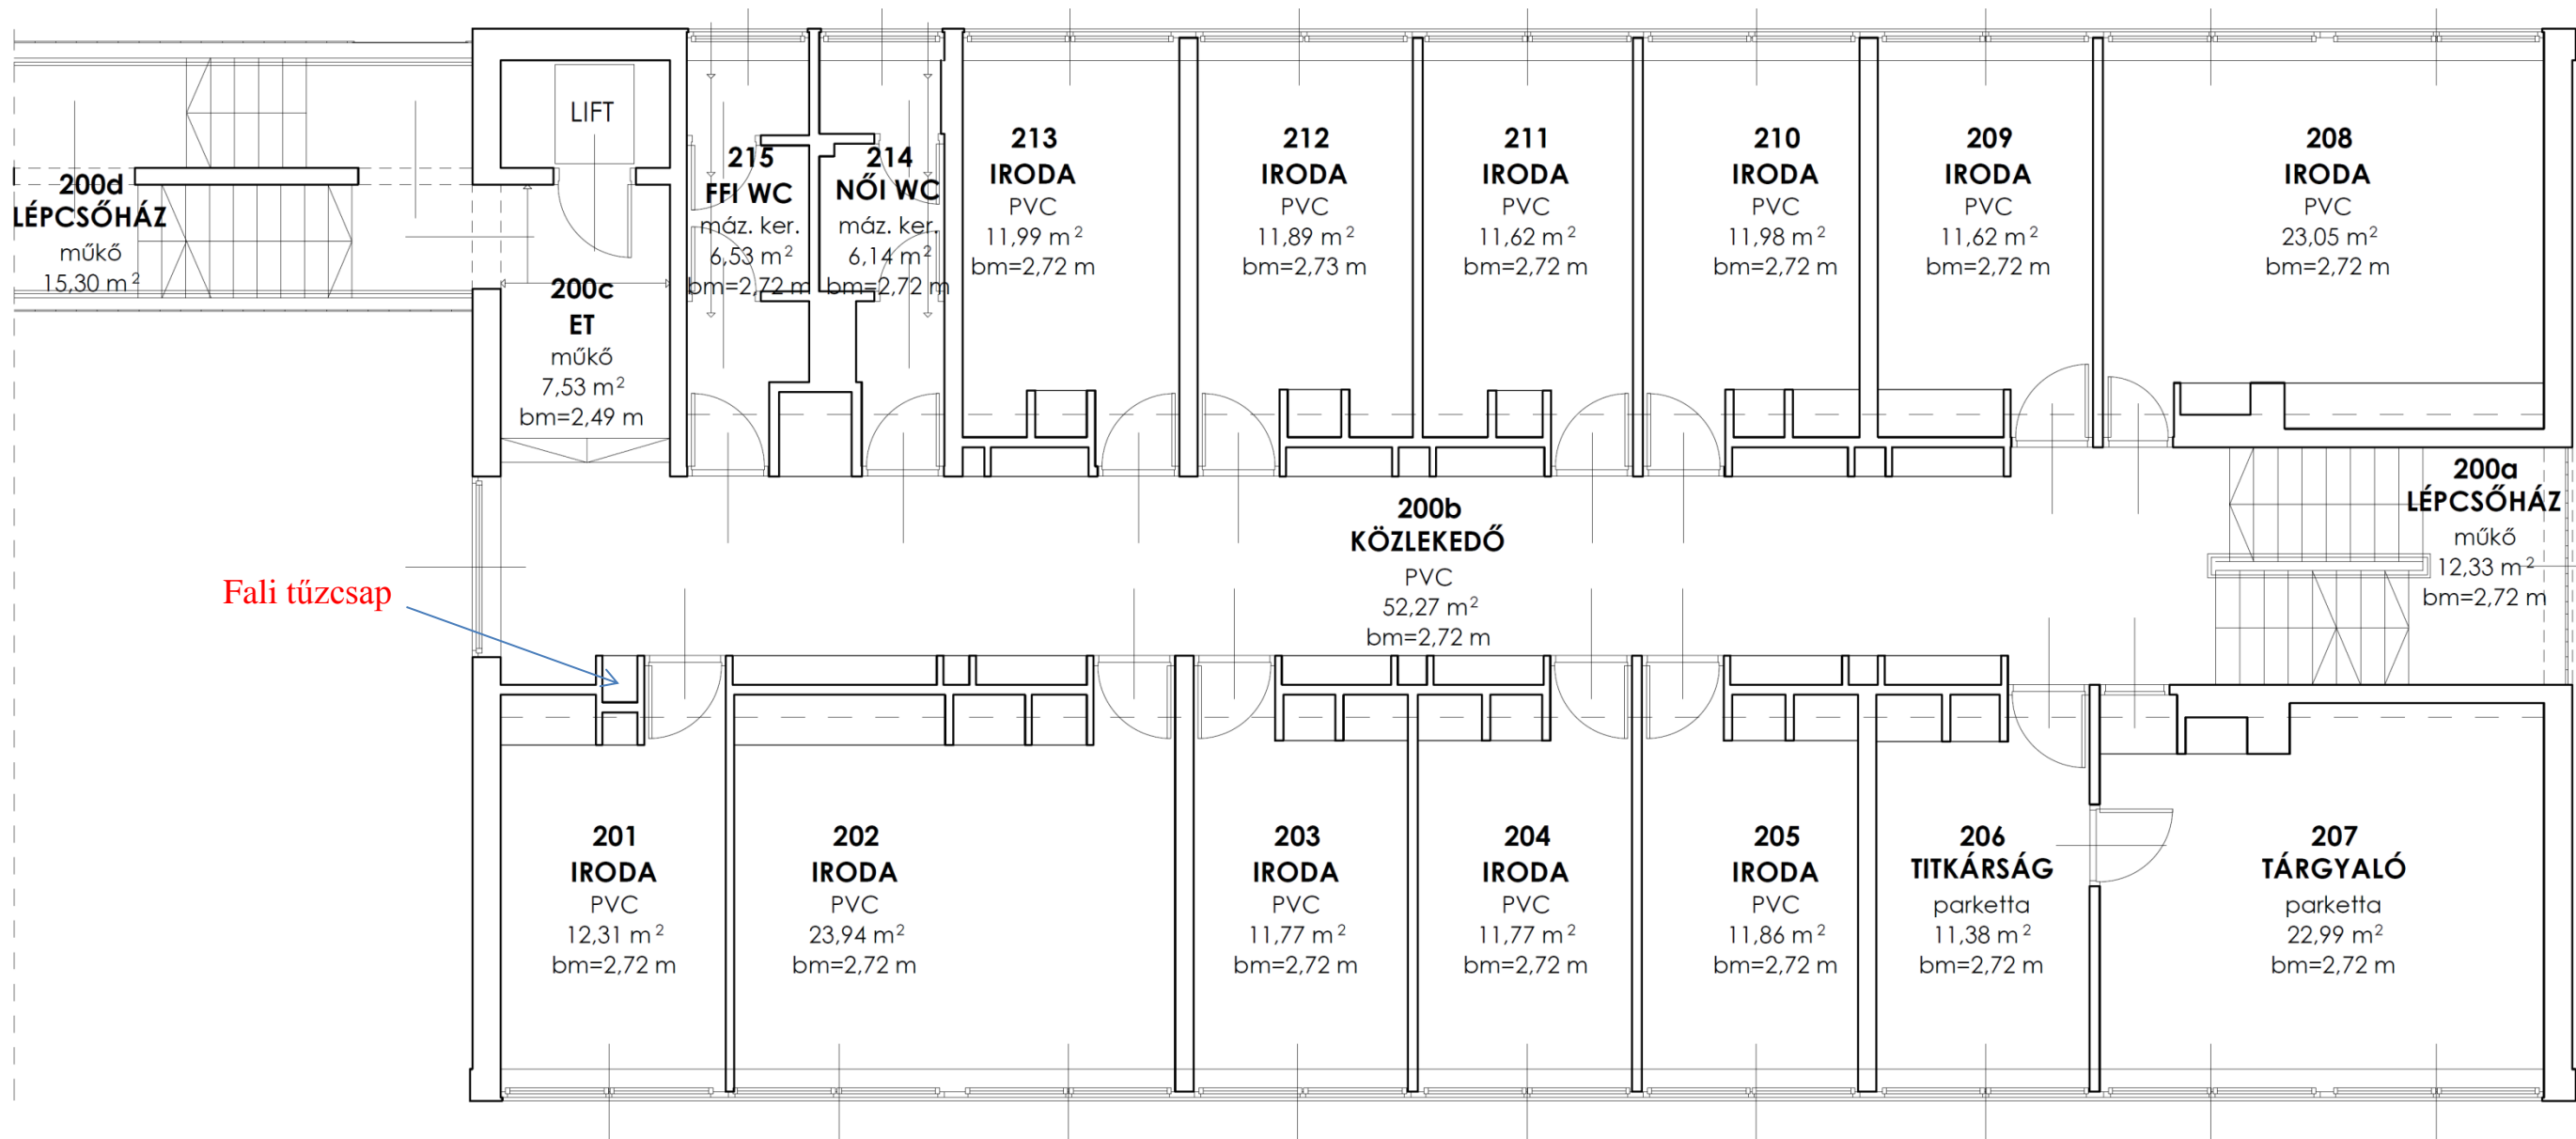 LIFT
200d
LÉPCSŐHÁZ
műkő
15,30 m²
200c
ET
műkő
7,53 m²
bm=2,49 m
215
FFI WC
máz. ker.
6,53 m²
bm=2,72 m
214
NŐI WC
máz. ker.
6,14 m²
bm=2,72 m
213
IRODA
PVC
11,99 m²
bm=2,72 m
212
IRODA
PVC
11,89 m²
bm=2,73 m
211
IRODA
PVC
11,62 m²
bm=2,72 m
210
IRODA
PVC
11,98 m²
bm=2,72 m
209
IRODA
PVC
11,62 m²
bm=2,72 m
208
IRODA
PVC
23,05 m²
bm=2,72 m
200b
KÖZLEKEDŐ
PVC
52,27 m²
bm=2,72 m
200a
LÉPCSŐHÁZ
műkő
12,33 m²
bm=2,72 m
Fali tűzcsap
201
IRODA
PVC
12,31 m²
bm=2,72 m
202
IRODA
PVC
23,94 m²
bm=2,72 m
203
IRODA
PVC
11,77 m²
bm=2,72 m
204
IRODA
PVC
11,77 m²
bm=2,72 m
205
IRODA
PVC
11,86 m²
bm=2,72 m
206
TITKÁRSÁG
parketta
11,38 m²
bm=2,72 m
207
TÁRGYALÓ
parketta
22,99 m²
bm=2,72 m